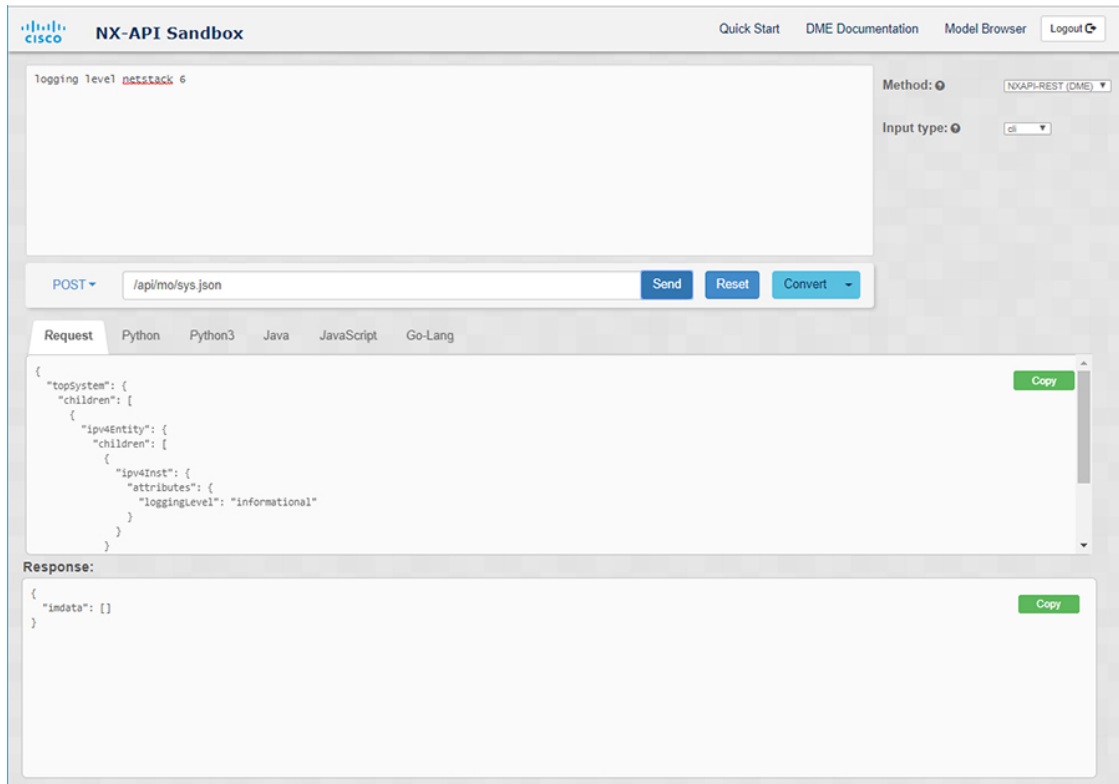 CISCO NX-API Sandbox Quick Start DME Documentation Model Browser Logout
logging level netstack 6
Method: NXAPI-REST (DME)
Input type: cli
POST /api/mo/sys.json Send Reset Convert
Request Python Python3 Java JavaScript Go-Lang
Copy
{
"topSystem": {
"children": [
{
"ipv4Entity": {
"children": [
{
"ipv4Inst": {
"attributes": {
"loggingLevel": "informational"
}
}
}
Response:
Copy
{
"imdata": []
}